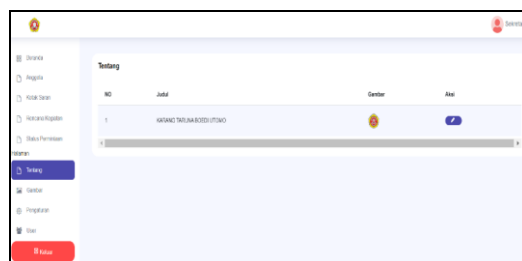 Sekreta
Beranda
Anggota
Kotak Saran
Rencana Kegiatan
Status Permintaan
Halaman
Tentang
Gambar
Pengaturan
User
Keluar
Tentang
NO Judul Gambar Aksi
1 KARANG TARUNA BOEDI UTOMO